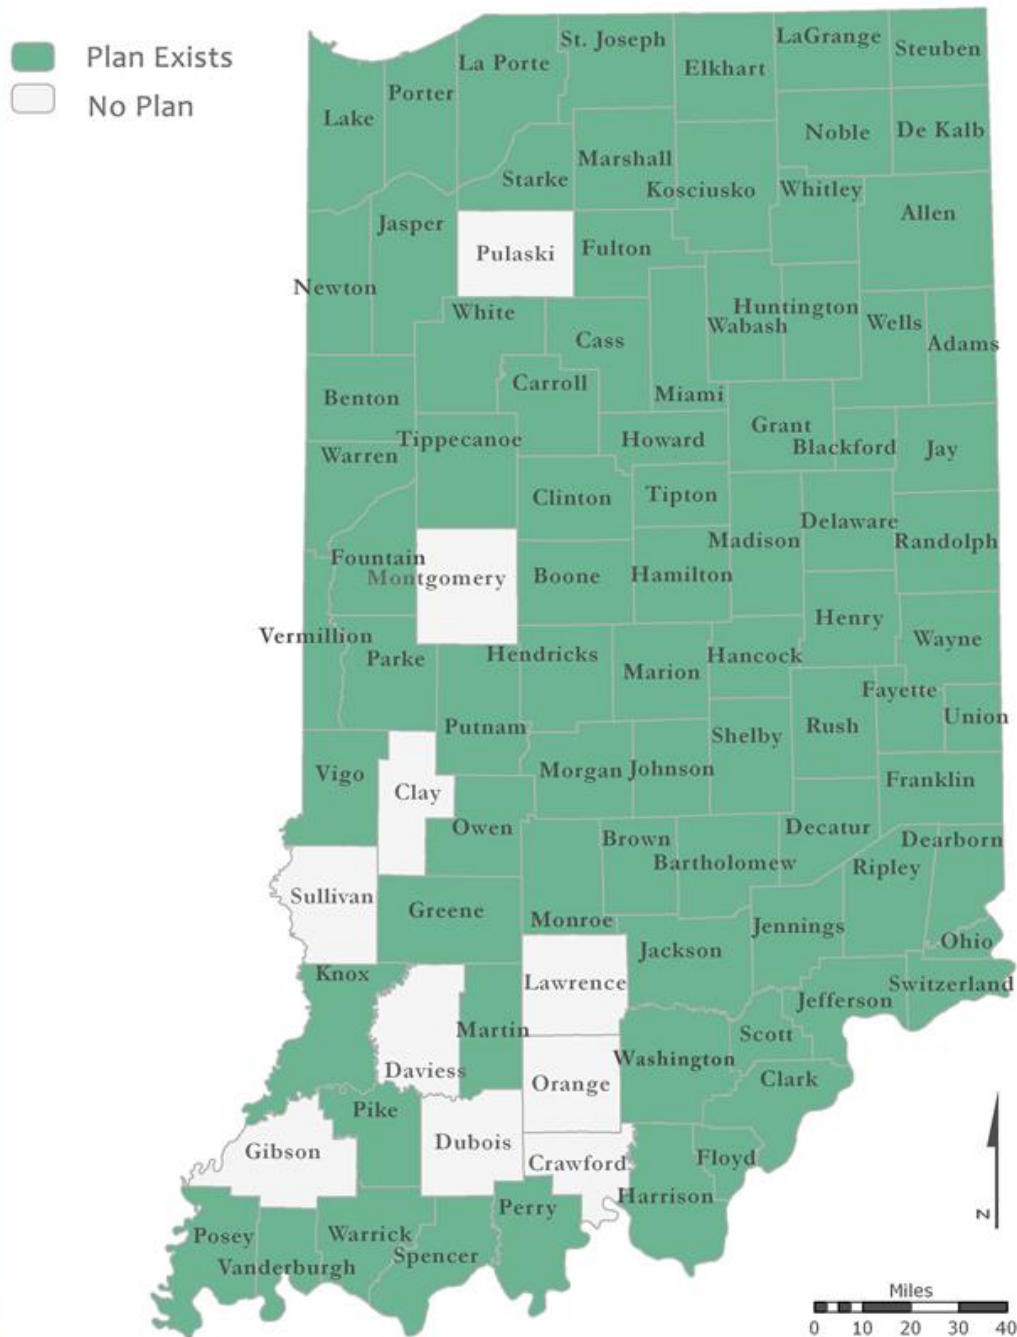 Plan Exists
No Plan
St. Joseph
LaGrange
Steuben
La Porte
Elkhart
Porter
Lake
Noble
De Kalb
Marshall
Starke
Kosciusko
Whitley
Allen
Jasper
Pulaski
Fulton
Newton
White
Huntington
Wabash
Wells
Adams
Cass
Carroll
Miami
Benton
Grant
Tippecanoe
Howard
Blackford
Jay
Warren
Clinton
Tipton
Delaware
Madison
Randolph
Fountain
Montgomery
Boone
Hamilton
Henry
Vermillion
Wayne
Parke
Hendricks
Hancock
Marion
Fayette
Putnam
Union
Rush
Shelby
Vigo
Morgan
Johnson
Franklin
Clay
Owen
Brown
Decatur
Dearborn
Bartholomew
Ripley
Sullivan
Greene
Monroe
Jennings
Jackson
Ohio
Knox
Lawrence
Switzerland
Jefferson
Martin
Scott
Washington
Daviess
Orange
Clark
Pike
Dubois
Gibson
Crawford
Floyd
Harrison
Perry
Posey
Warrick
Spencer
Vanderburgh
N
Miles
0 10 20 30 40